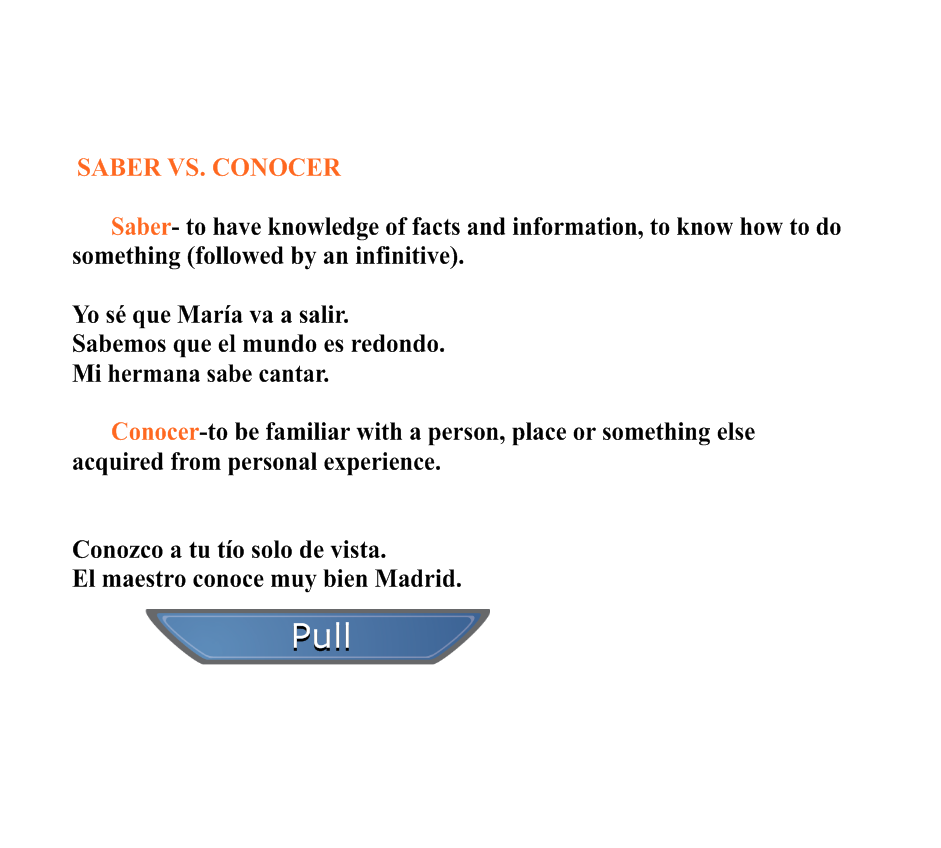 SABER VS. CONOCER
Saber- to have knowledge of facts and information, to know how to do
something (followed by an infinitive).
Yo sé que María va a salir.
Sabemos que el mundo es redondo.
Mi hermana sabe cantar.
Conocer-to be familiar with a person, place or something else
acquired from personal experience.
Conozco a tu tío solo de vista.
El maestro conoce muy bien Madrid.
Pull